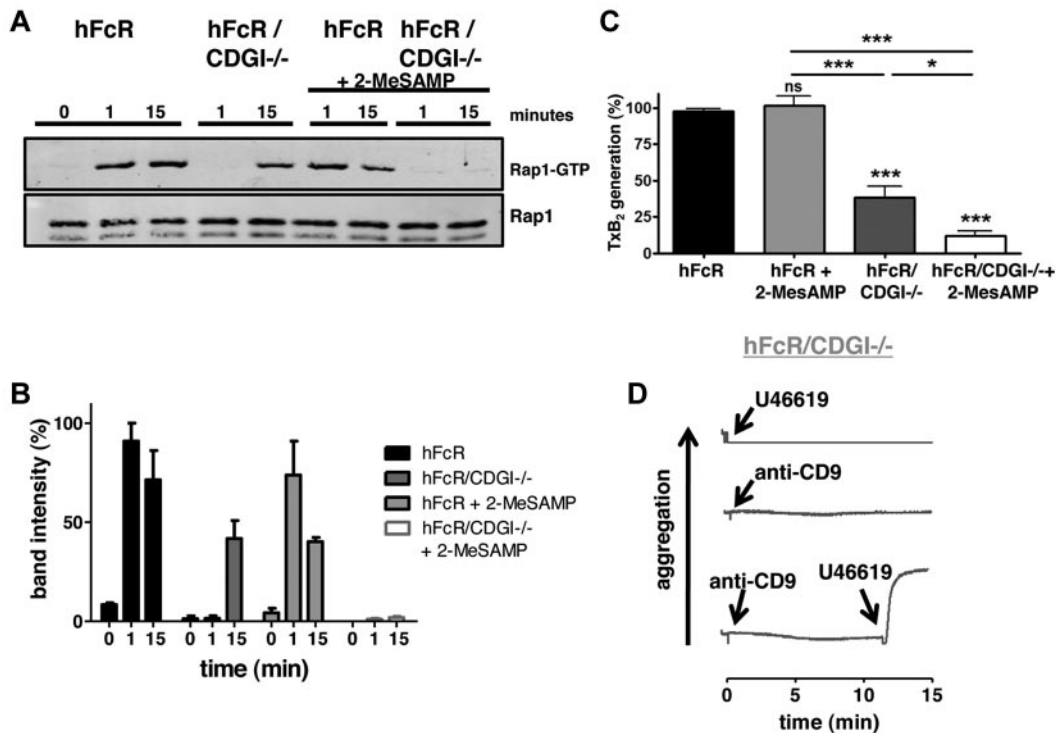 A
hFcR
hFcR /
CDGI-/-
hFcR
hFcR /
CDGI-/-
+ 2-MeSAMP
0 1 15 1 15 1 15 1 15 minutes
Rap1-GTP
Rap1
B
band intensity (%)
100
50
0
0 1 15 0 1 15 0 1 15 0 1 15
time (min)
hFcR
hFcR/CDGI-/-
hFcR + 2-MeSAMP
hFcR/CDGI-/-
+ 2-MeSAMP
C
TxB2 generation (%)
100
75
50
25
0
***
*** *
ns
***
***
hFcR
hFcR +
2-MesAMP
hFcR/
CDGI-/-
hFcR/CDGI-/-+
2-MesAMP
hFcR/CDGI-/-
D
aggregation
U46619
anti-CD9
anti-CD9 U46619
0 5 10 15
time (min)